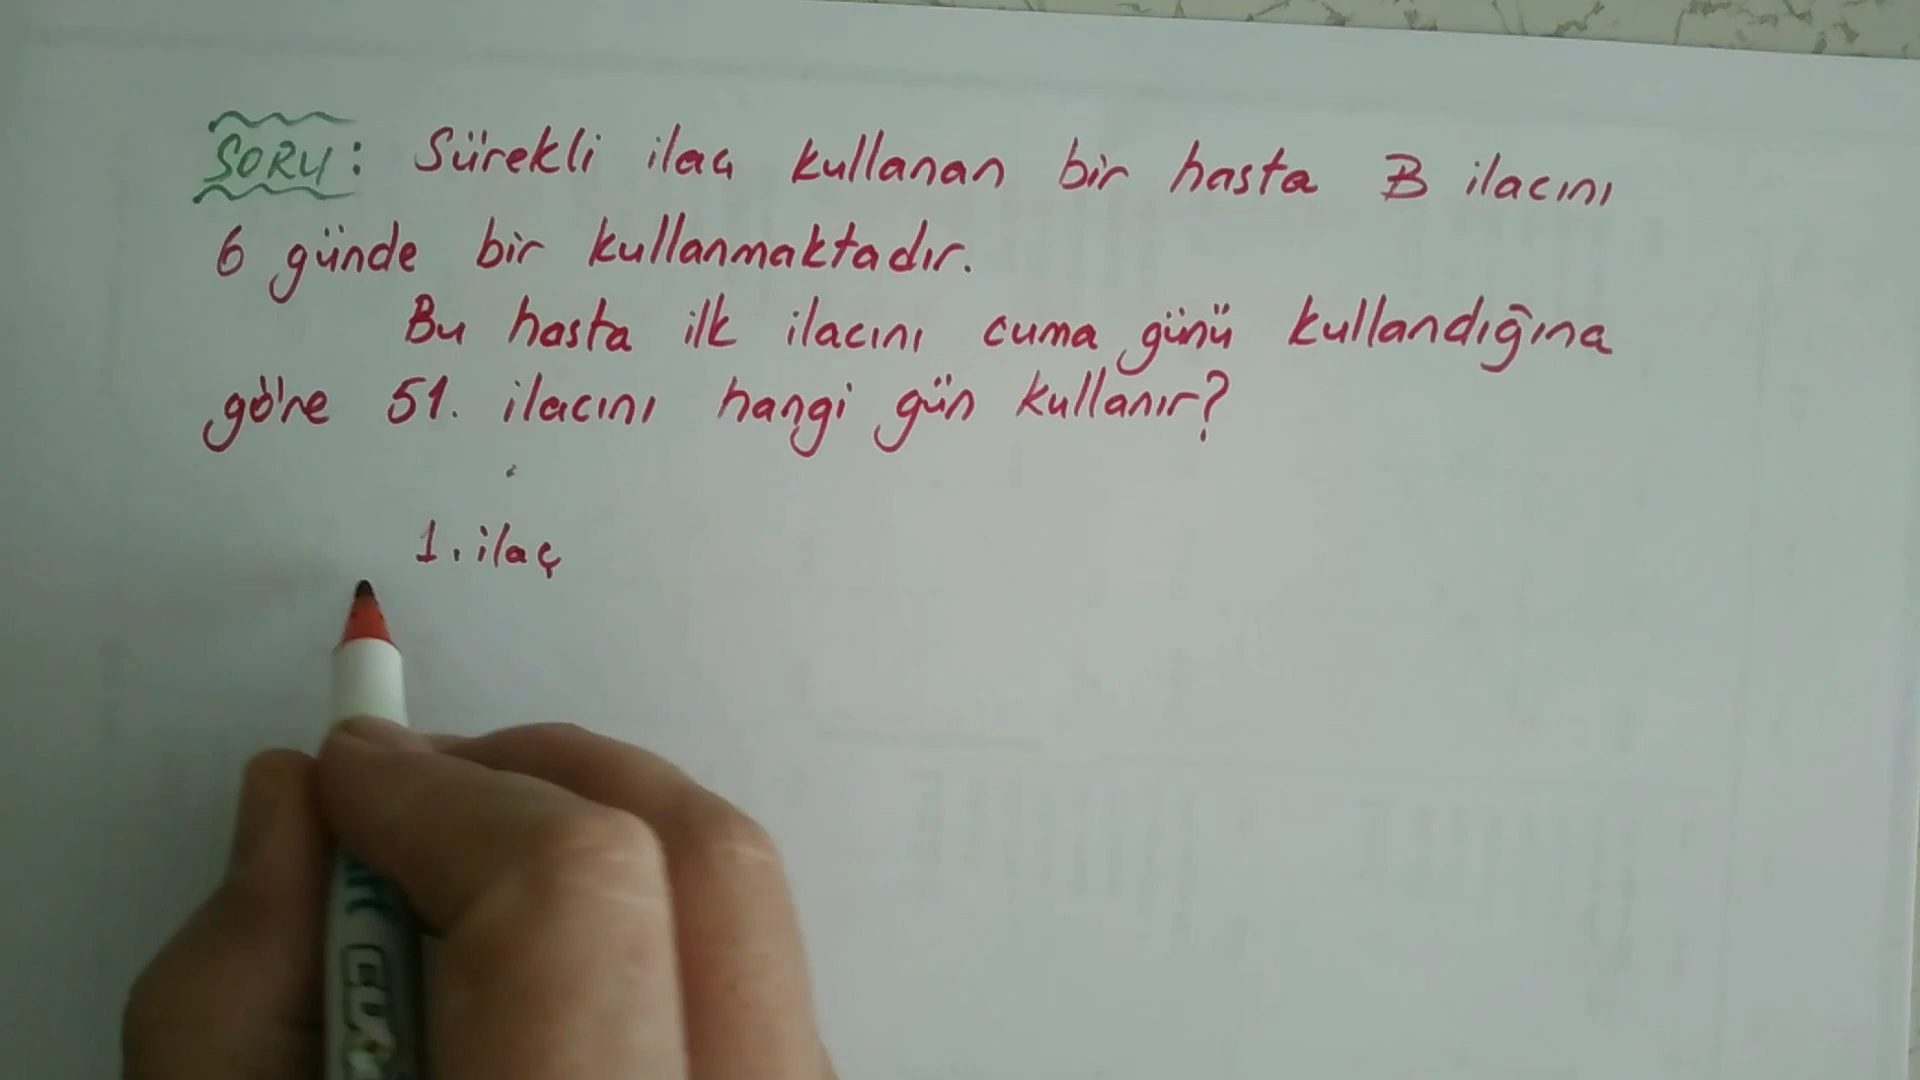 SORU: Sürekli ilaç kullanan bir hasta B ilacını
6 günde bir kullanmaktadır.
Bu hasta ilk ilacını cuma günü kullandığına
göre 51. ilacını hangi gün kullanır?
1. ilaç